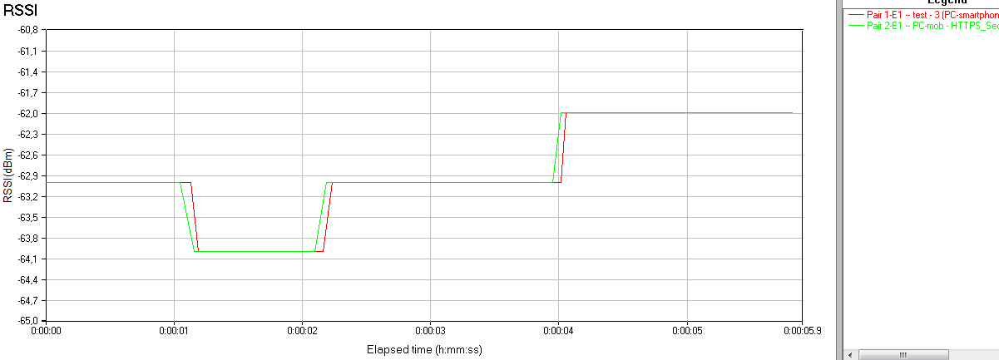 RSSI
-60,8
-61,1
-61,4
-61,7
-62,0
-62,3
-62,6
-62,9
-63,2
-63,5
-63,8
-64,1
-64,4
-64,7
-65,0
RSSI(dBm)
0:00:00 0:00:01 0:00:02 0:00:03 0:00:04 0:00:05 0:00:05.9
Elapsed time (h:mm:ss)
Legend
Pair 1-E1 -- test - 3 (PC-smartphon
Pair 2-E1 -- PC-mob - HTTPS_Sec